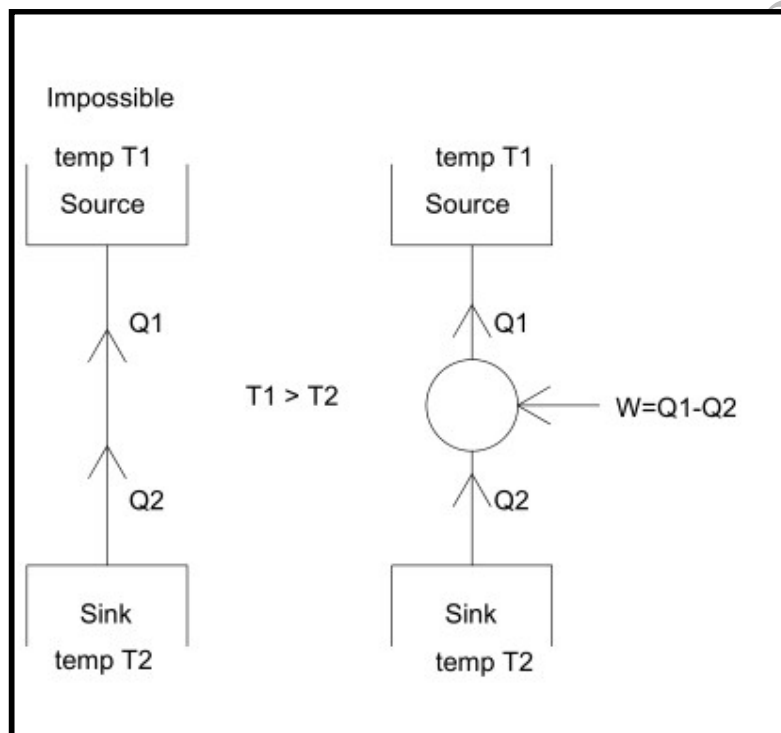 Impossible
temp T1
Source
Q1
Q2
Sink
temp T2
T1 > T2
temp T1
Source
Q1
W=Q1-Q2
Q2
Sink
temp T2